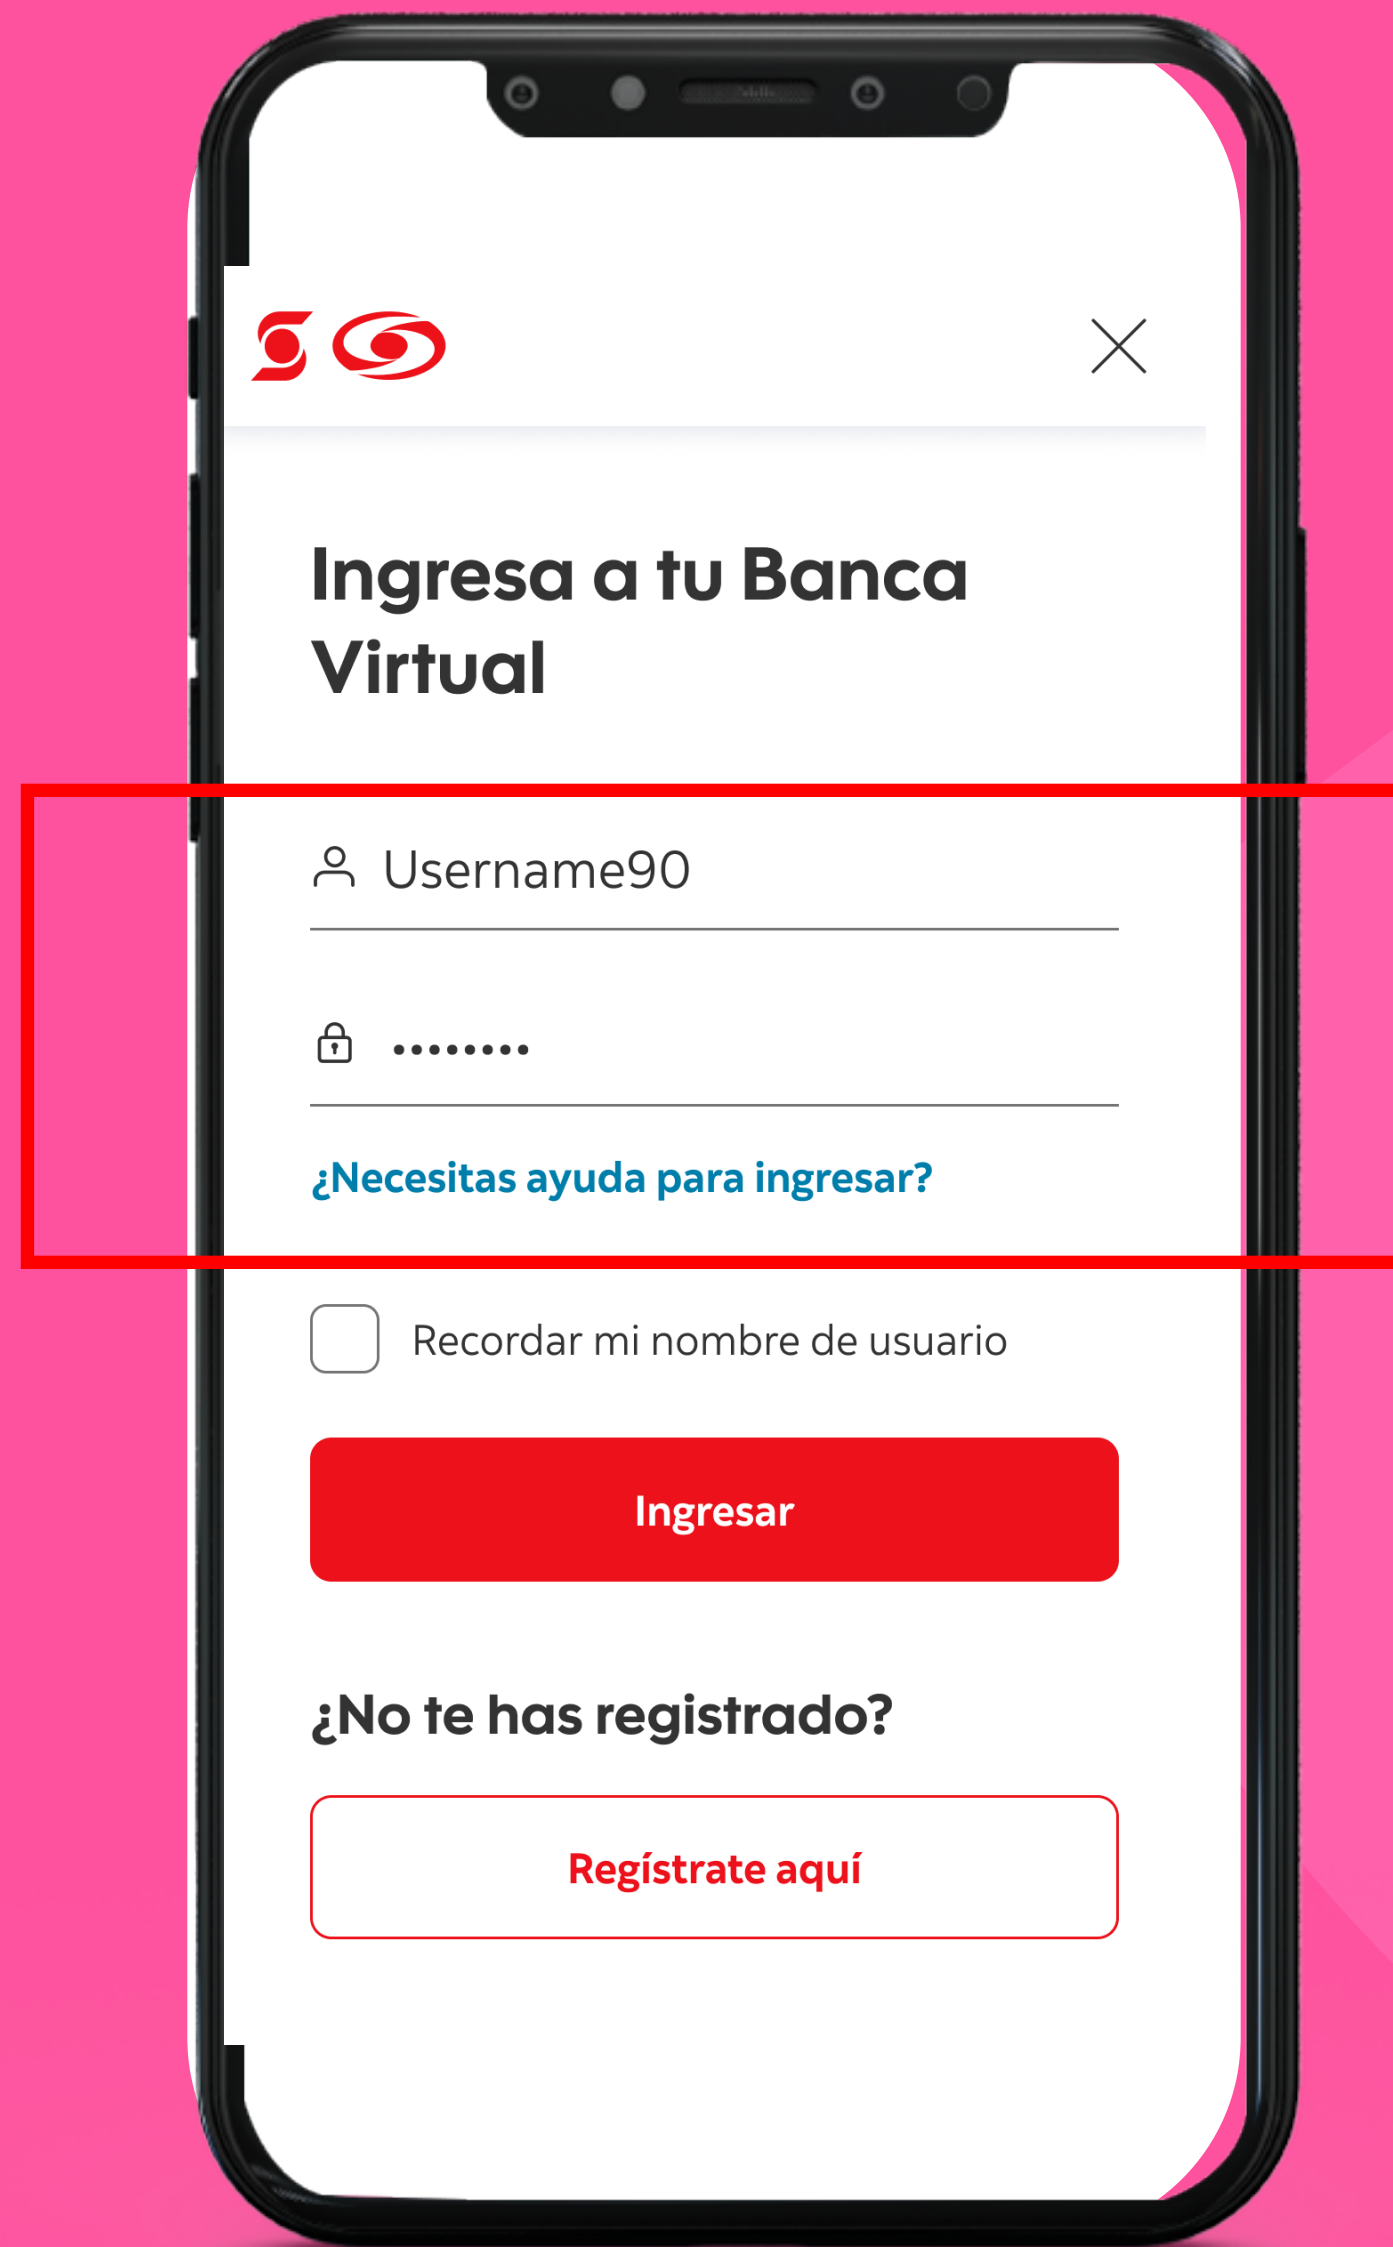 Ingresa a tu Banca
Virtual
Username90
••••••••
¿Necesitas ayuda para ingresar?
Recordar mi nombre de usuario
Ingresar
¿No te has registrado?
Regístrate aquí